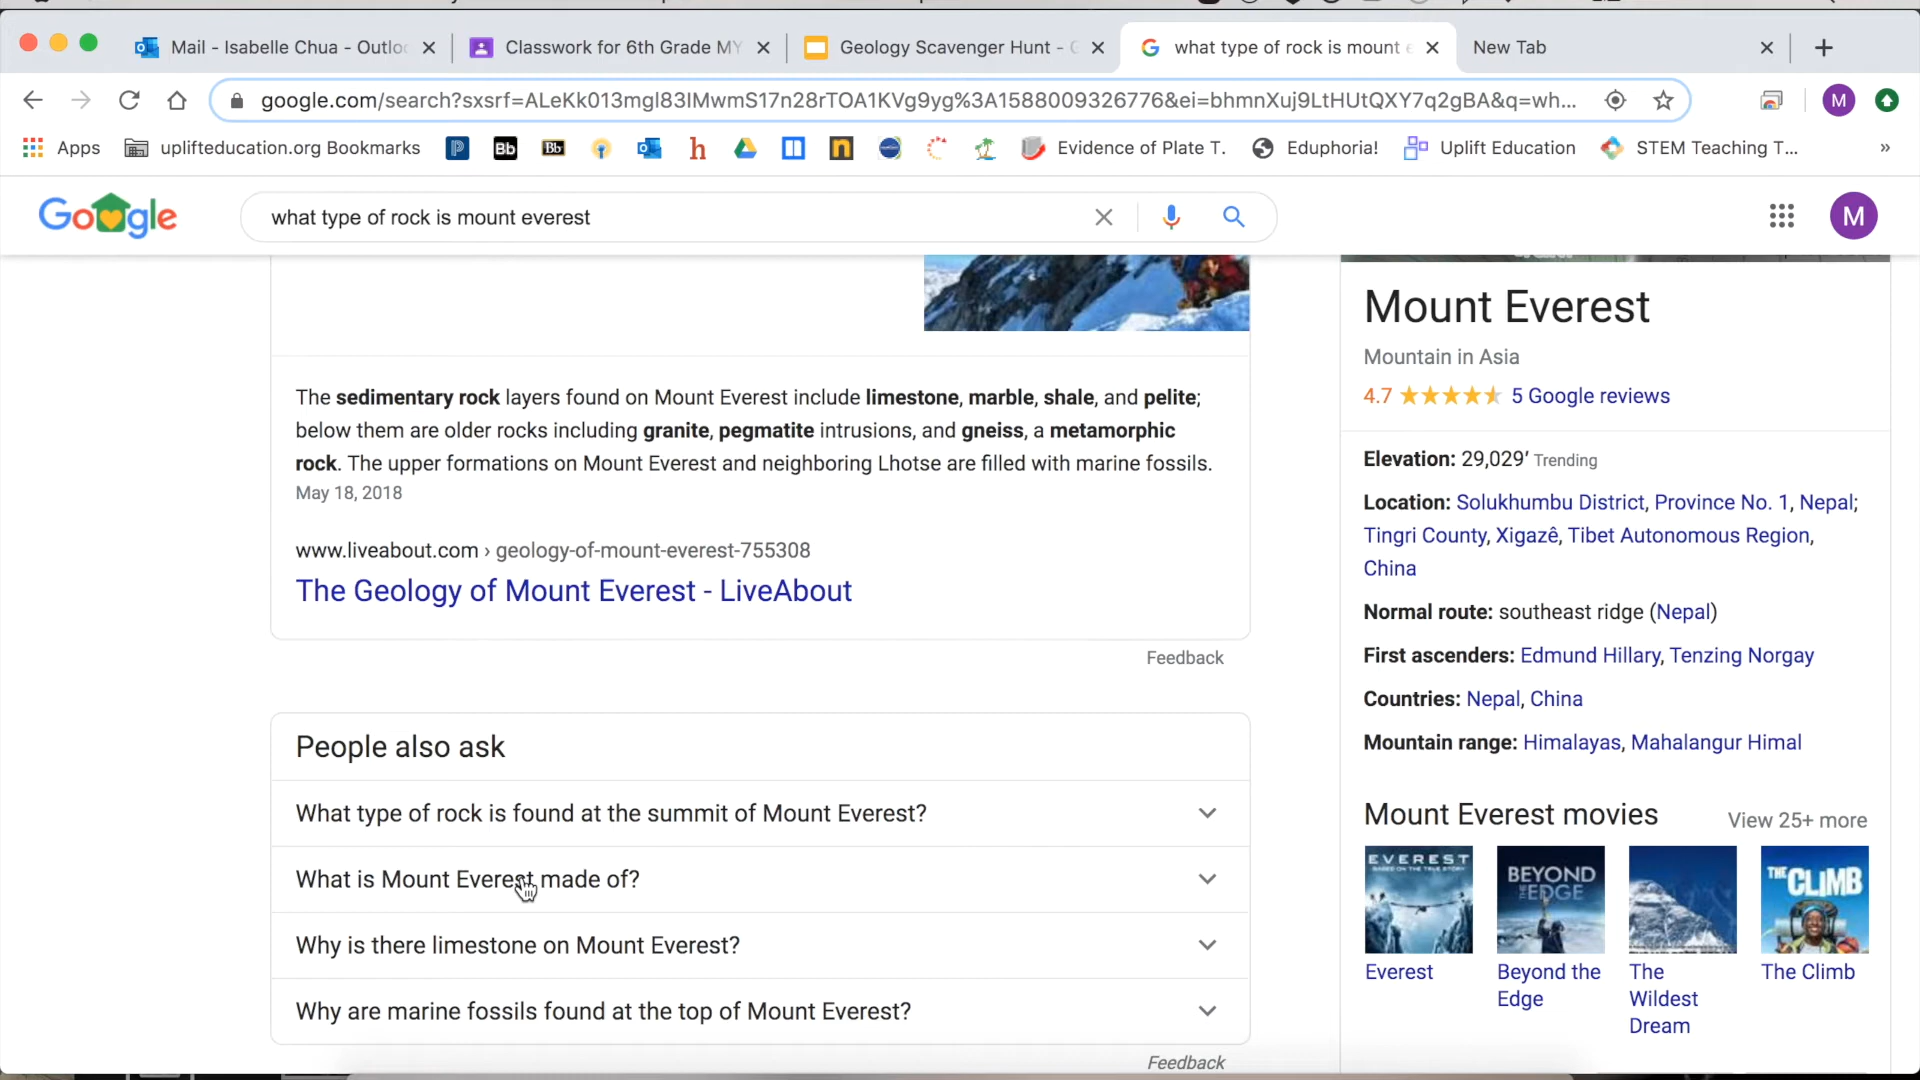 Mail - Isabelle Chua - Outlo
Classwork for 6th Grade MY
Geology Scavenger Hunt - G
what type of rock is mount e
New Tab
google.com/search?sxsrf=ALeKk013mgl83IMwmS17n28rTOA1KVg9yg%3A1588009326776&ei=bhmnXuj9LtHUtQXY7q2gBA&q=wh...
M
Apps
uplifteducation.org Bookmarks
P
Bb
Bb
h
n
Evidence of Plate T.
Eduphoria!
Uplift Education
STEM Teaching T...
»
Google
what type of rock is mount everest
M
The sedimentary rock layers found on Mount Everest include limestone, marble, shale, and pelite;
below them are older rocks including granite, pegmatite intrusions, and gneiss, a metamorphic
rock. The upper formations on Mount Everest and neighboring Lhotse are filled with marine fossils.
May 18, 2018
www.liveabout.com › geology-of-mount-everest-755308
The Geology of Mount Everest - LiveAbout
Feedback
People also ask
What type of rock is found at the summit of Mount Everest?
What is Mount Everest made of?
Why is there limestone on Mount Everest?
Why are marine fossils found at the top of Mount Everest?
Feedback
Mount Everest
Mountain in Asia
4.7 5 Google reviews
Elevation: 29,029′ Trending
Location: Solukhumbu District, Province No. 1, Nepal;
Tingri County, Xigazê, Tibet Autonomous Region,
China
Normal route: southeast ridge (Nepal)
First ascenders: Edmund Hillary, Tenzing Norgay
Countries: Nepal, China
Mountain range: Himalayas, Mahalangur Himal
Mount Everest movies
View 25+ more
EVEREST
BEYOND
THE
EDGE
THE
CLIMB
Everest
Beyond the
Edge
The
Wildest
Dream
The Climb